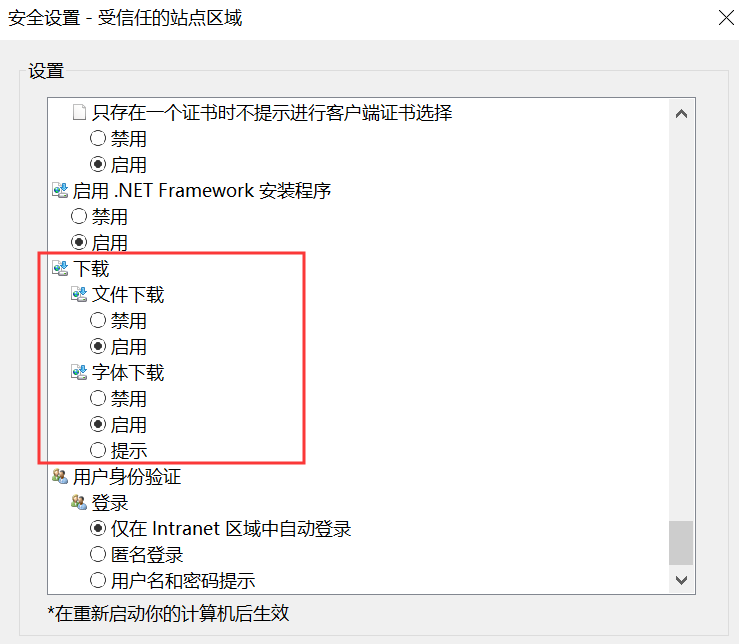 安全设置 - 受信任的站点区域
设置
只存在一个证书时不提示进行客户端证书选择
禁用
启用
启用 .NET Framework 安装程序
禁用
启用
下载
文件下载
禁用
启用
字体下载
禁用
启用
提示
用户身份验证
登录
仅在 Intranet 区域中自动登录
匿名登录
用户名和密码提示
*在重新启动你的计算机后生效